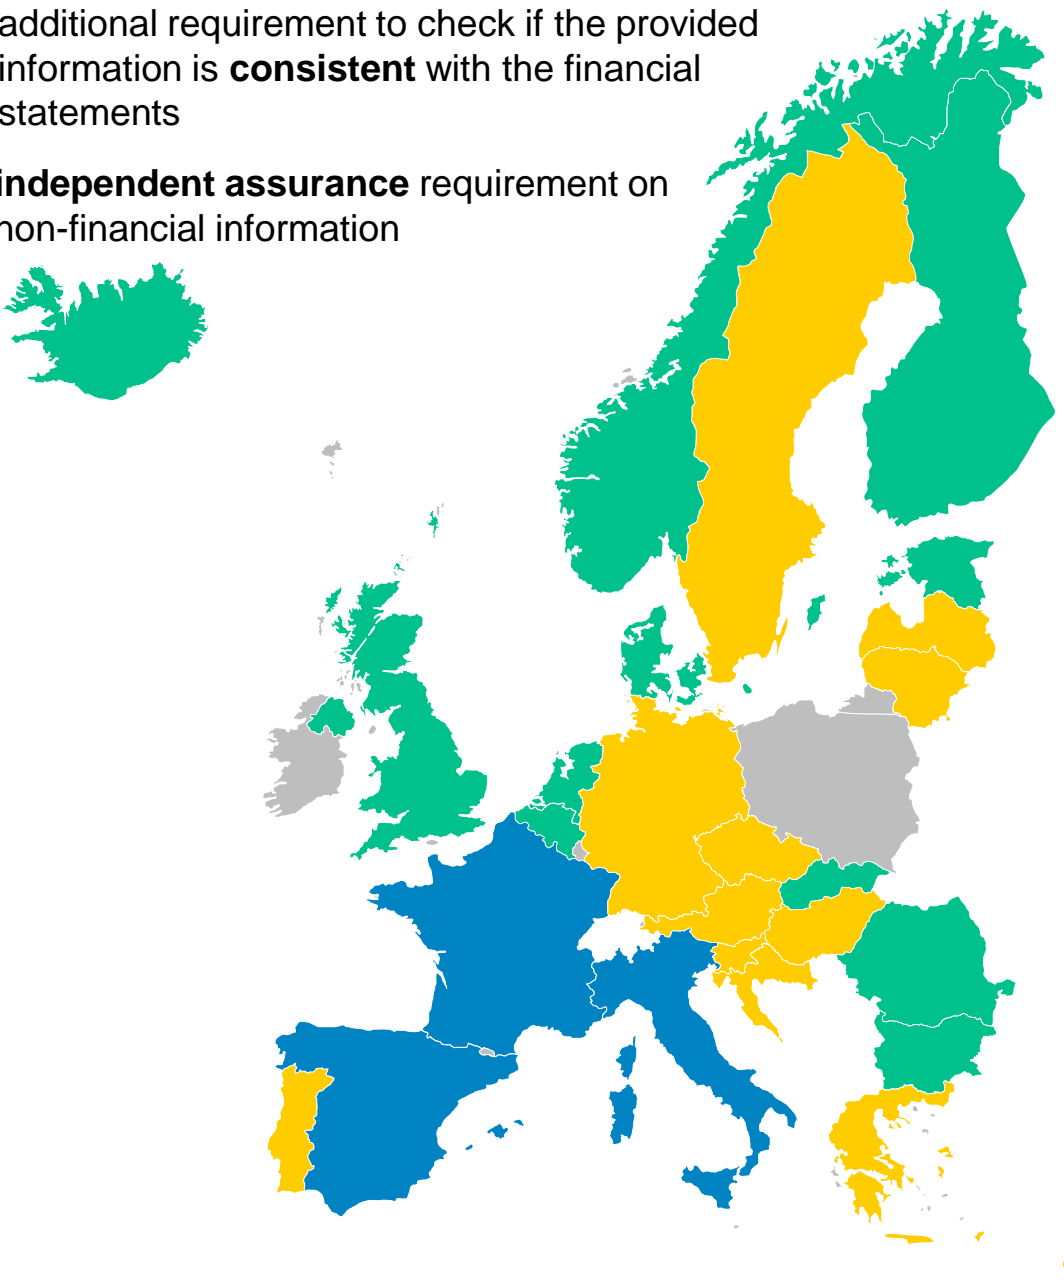 additional requirement to check if the provided
information is consistent with the financial
statements
independent assurance requirement on
non-financial information